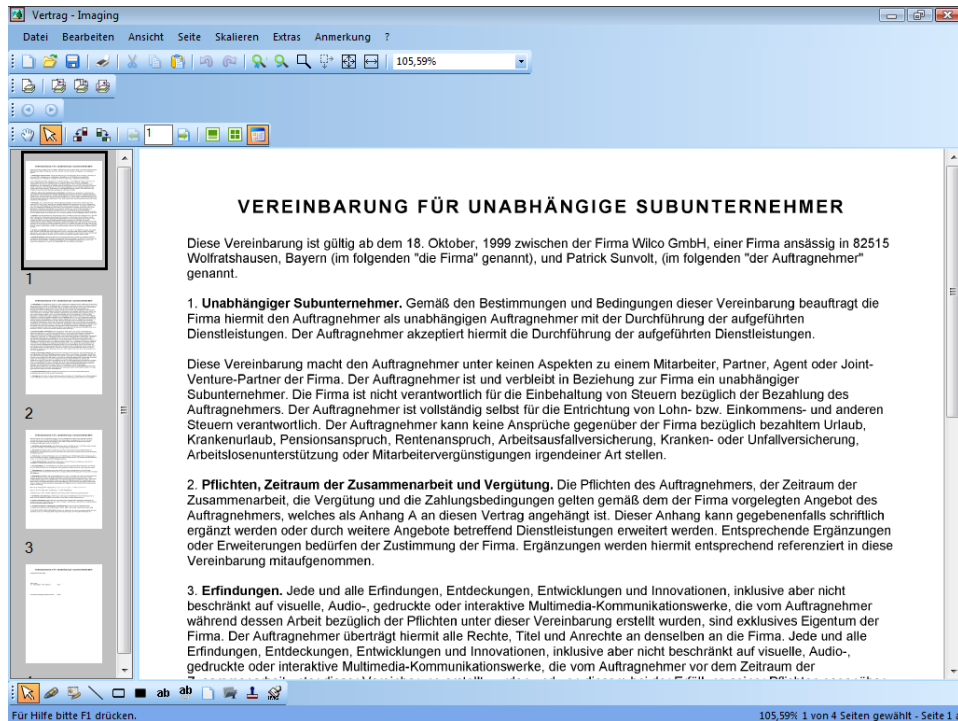 Vertrag - Imaging
Datei Bearbeiten Ansicht Seite Skalieren Extras Anmerkung ?
105,59%
1
VEREINBARUNG FÜR UNABHÄNGIGE SUBUNTERNEHMER
Diese Vereinbarung ist gültig ab dem 18. Oktober, 1999 zwischen der Firma Wilco GmbH, einer Firma ansässig in 82515
Wolfratshausen, Bayern (im folgenden "die Firma" genannt), und Patrick Sunvolt, (im folgenden "der Auftragnehmer"
genannt.
1. Unabhängiger Subunternehmer. Gemäß den Bestimmungen und Bedingungen dieser Vereinbarung beauftragt die
Firma hiermit den Auftragnehmer als unabhängigen Auftragnehmer mit der Durchführung der aufgeführten
Dienstleistungen. Der Auftragnehmer akzeptiert hiermit die Durchführung der aufgeführten Dienstleistungen.
Diese Vereinbarung macht den Auftragnehmer unter keinen Aspekten zu einem Mitarbeiter, Partner, Agent oder Joint-
Venture-Partner der Firma. Der Auftragnehmer ist und verbleibt in Beziehung zur Firma ein unabhängiger
Subunternehmer. Die Firma ist nicht verantwortlich für die Einbehaltung von Steuern bezüglich der Bezahlung des
Auftragnehmers. Der Auftragnehmer ist vollständig selbst für die Entrichtung von Lohn- bzw. Einkommens- und anderen
Steuern verantwortlich. Der Auftragnehmer kann keine Ansprüche gegenüber der Firma bezüglich bezahltem Urlaub,
Krankenurlaub, Pensionsanspruch, Rentenanspruch, Arbeitsausfallversicherung, Kranken- oder Unfallversicherung,
Arbeitslosenunterstützung oder Mitarbeitervergünstigungen irgendeiner Art stellen.
2. Pflichten, Zeitraum der Zusammenarbeit und Vergütung. Die Pflichten des Auftragnehmers, der Zeitraum der
Zusammenarbeit, die Vergütung und die Zahlungsbedingungen gelten gemäß dem der Firma vorgelegten Angebot des
Auftragnehmers, welches als Anhang A an diesen Vertrag angehängt ist. Dieser Anhang kann gegebenenfalls schriftlich
ergänzt werden oder durch weitere Angebote betreffend Dienstleistungen erweitert werden. Entsprechende Ergänzungen
oder Erweiterungen bedürfen der Zustimmung der Firma. Ergänzungen werden hiermit entsprechend referenziert in diese
Vereinbarung mitaufgenommen.
3. Erfindungen. Jede und alle Erfindungen, Entdeckungen, Entwicklungen und Innovationen, inklusive aber nicht
beschränkt auf visuelle, Audio-, gedruckte oder interaktive Multimedia-Kommunikationswerke, die vom Auftragnehmer
während dessen Arbeit bezüglich der Pflichten unter dieser Vereinbarung erstellt wurden, sind exklusives Eigentum der
Firma. Der Auftragnehmer überträgt hiermit alle Rechte, Titel und Anrechte an denselben an die Firma. Jede und alle
Erfindungen, Entdeckungen, Entwicklungen und Innovationen, inklusive aber nicht beschränkt auf visuelle, Audio-,
gedruckte oder interaktive Multimedia-Kommunikationswerke, die vom Auftragnehmer vor dem Zeitraum der
1
2
3
ab ab
Für Hilfe bitte F1 drücken.
105,59% 1 von 4 Seiten gewählt - Seite 1